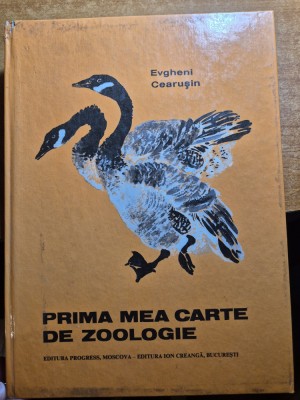 Evgheni
Cearușin
PRIMA MEA CARTE
DE ZOOLOGIE
EDITURA PROGRESS, MOSCOVA – EDITURA ION CREANGĂ, BUCUREȘTI